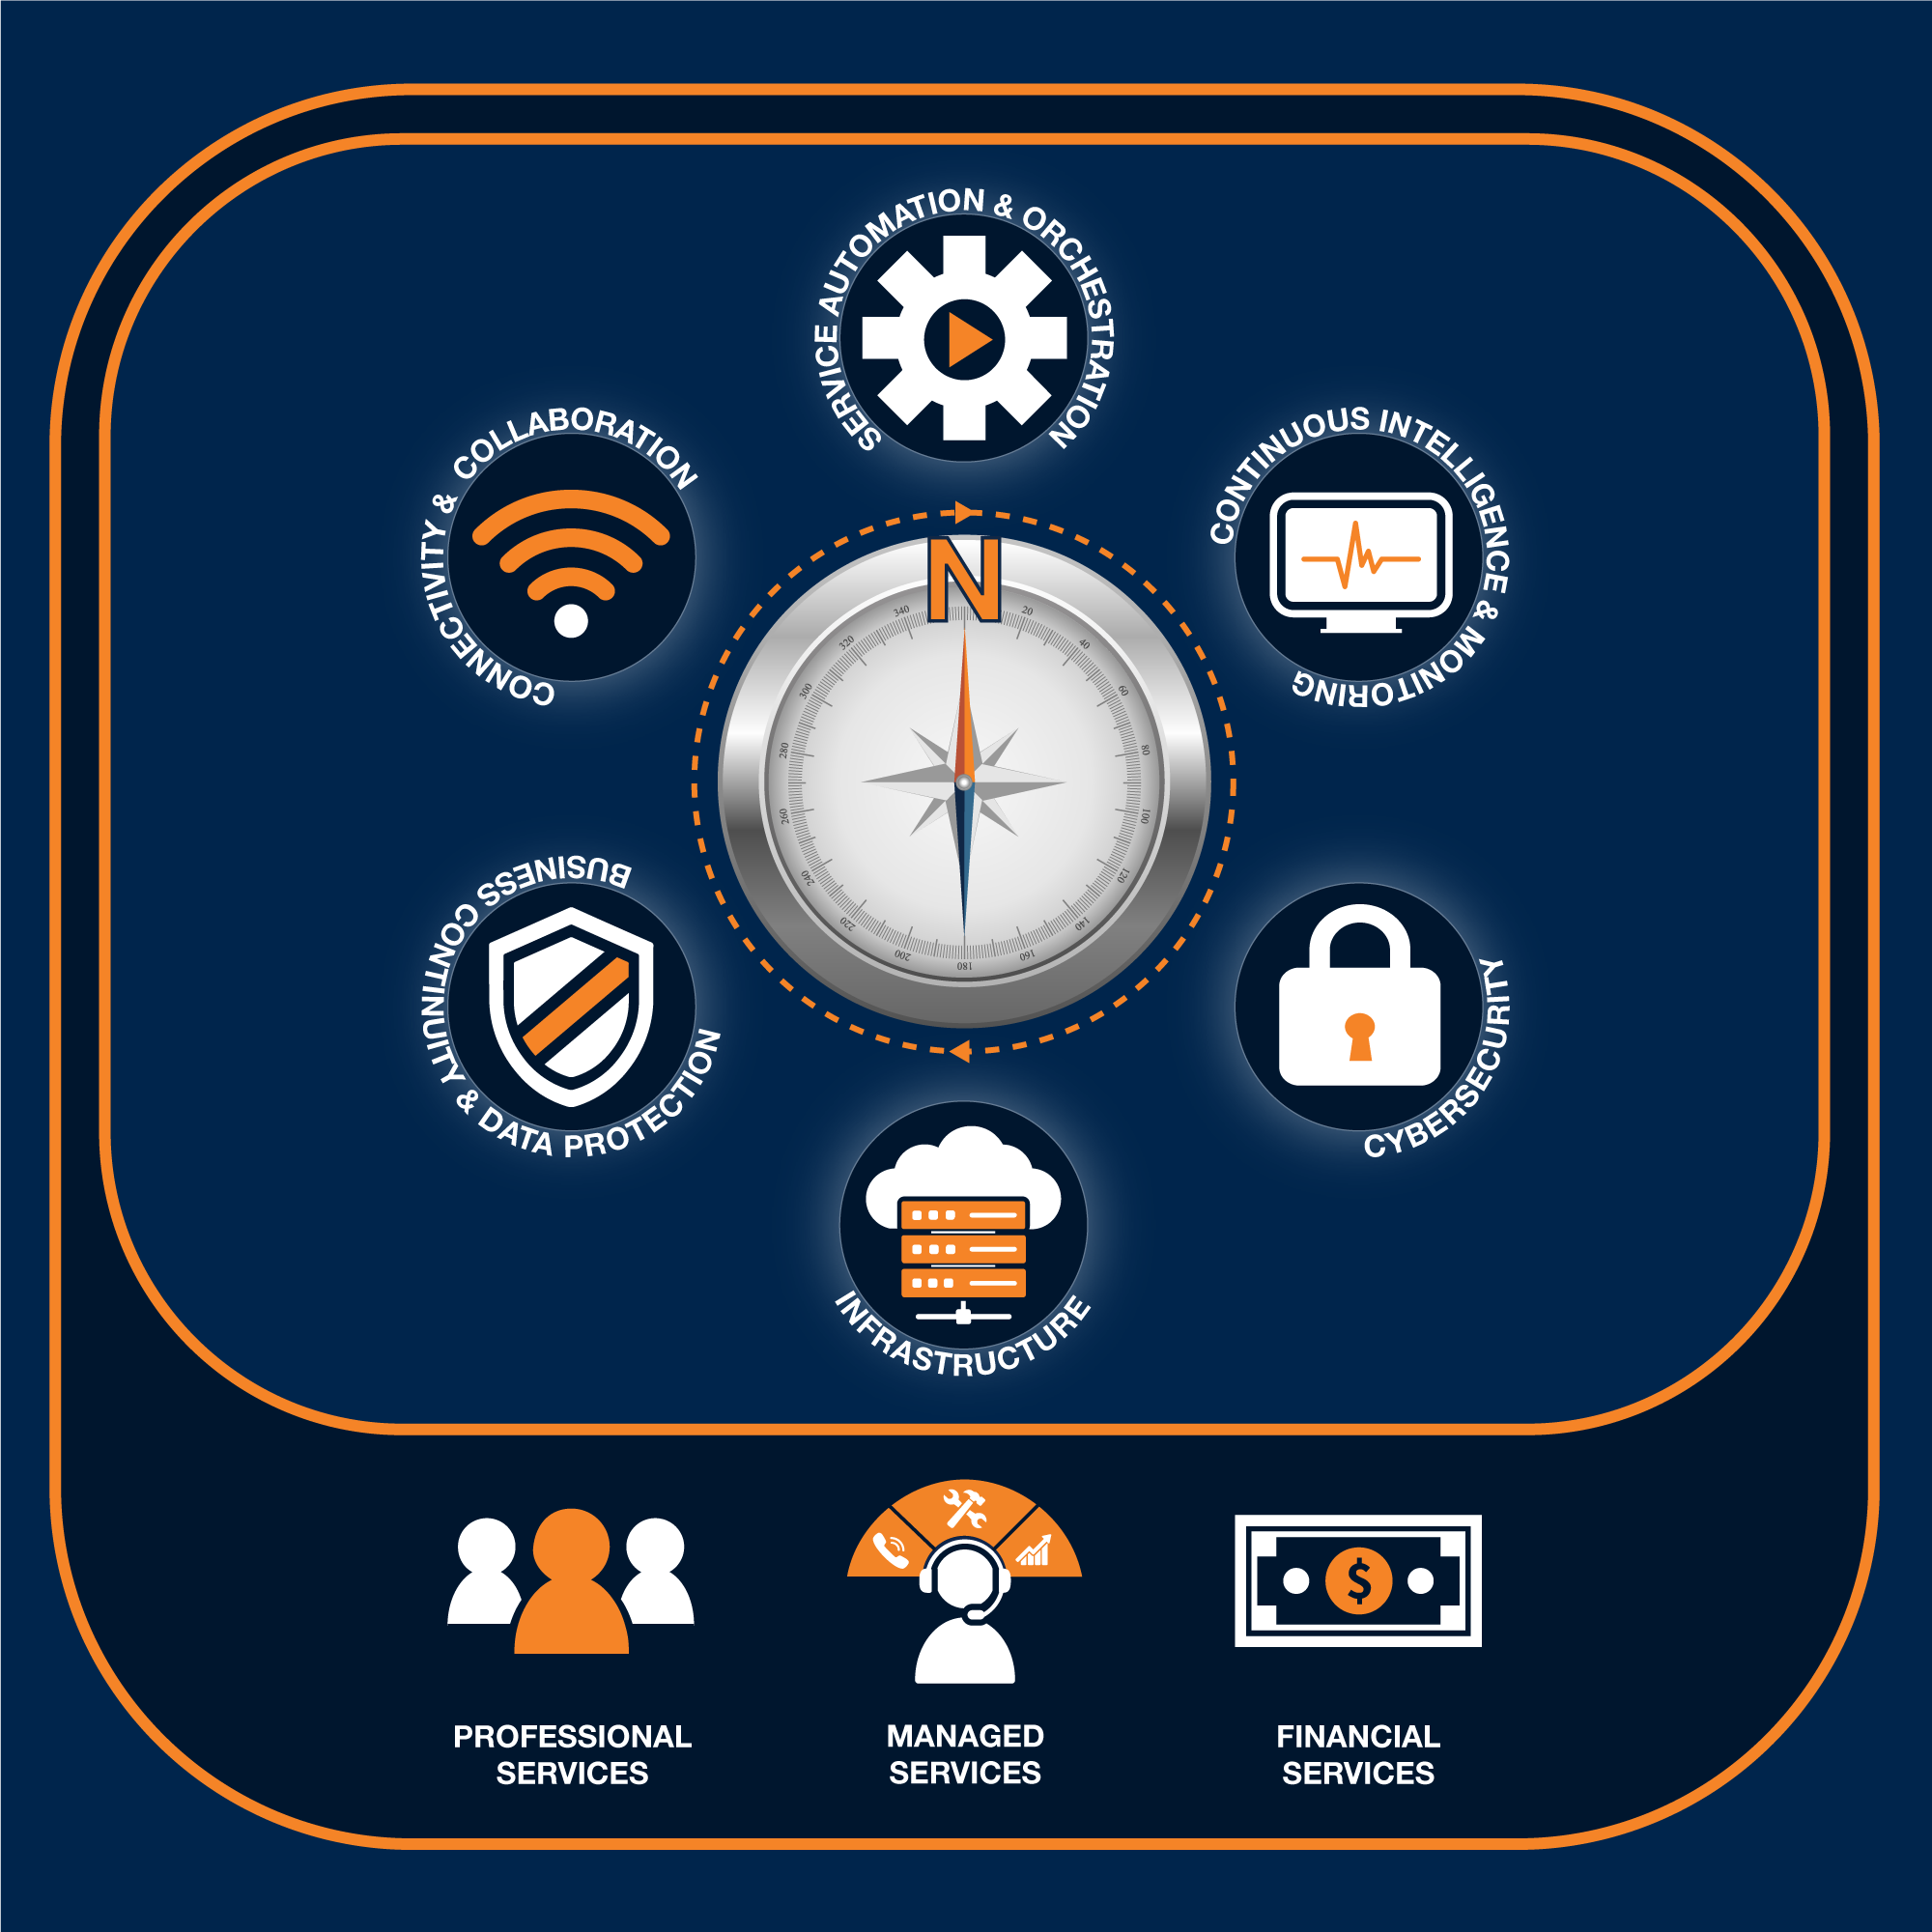 SERVICE AUTOMATION & ORCHESTRATION
CONNECTIVITY & COLLABORATION
CONTINUOUS INTELLIGENCE & MONITORING
N
20
40
60
80
100
120
140
160
180
200
220
240
260
280
300
320
340
BUSINESS CONTINUITY & DATA PROTECTION
CYBERSECURITY
INFRASTRUCTURE
$
PROFESSIONAL
SERVICES
MANAGED
SERVICES
FINANCIAL
SERVICES